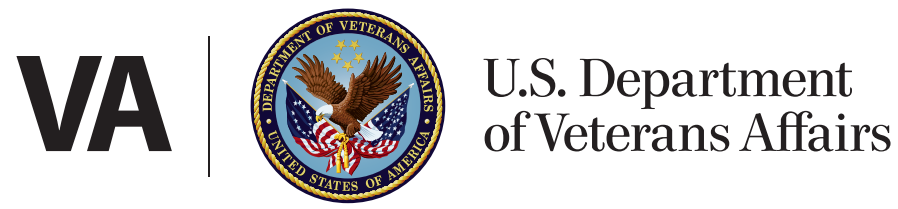 VA
DEPARTMENT OF VETERANS AFFAIRS
UNITED STATES OF AMERICA
U.S. Department
of Veterans Affairs